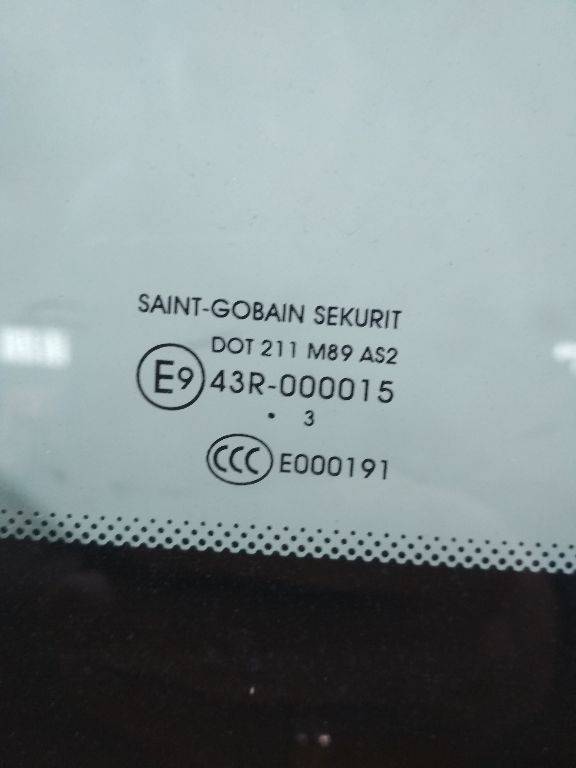 SAINT-GOBAIN SEKURIT
DOT 211 M89 AS2
E9 43R-000015
• 3
CCC E000191